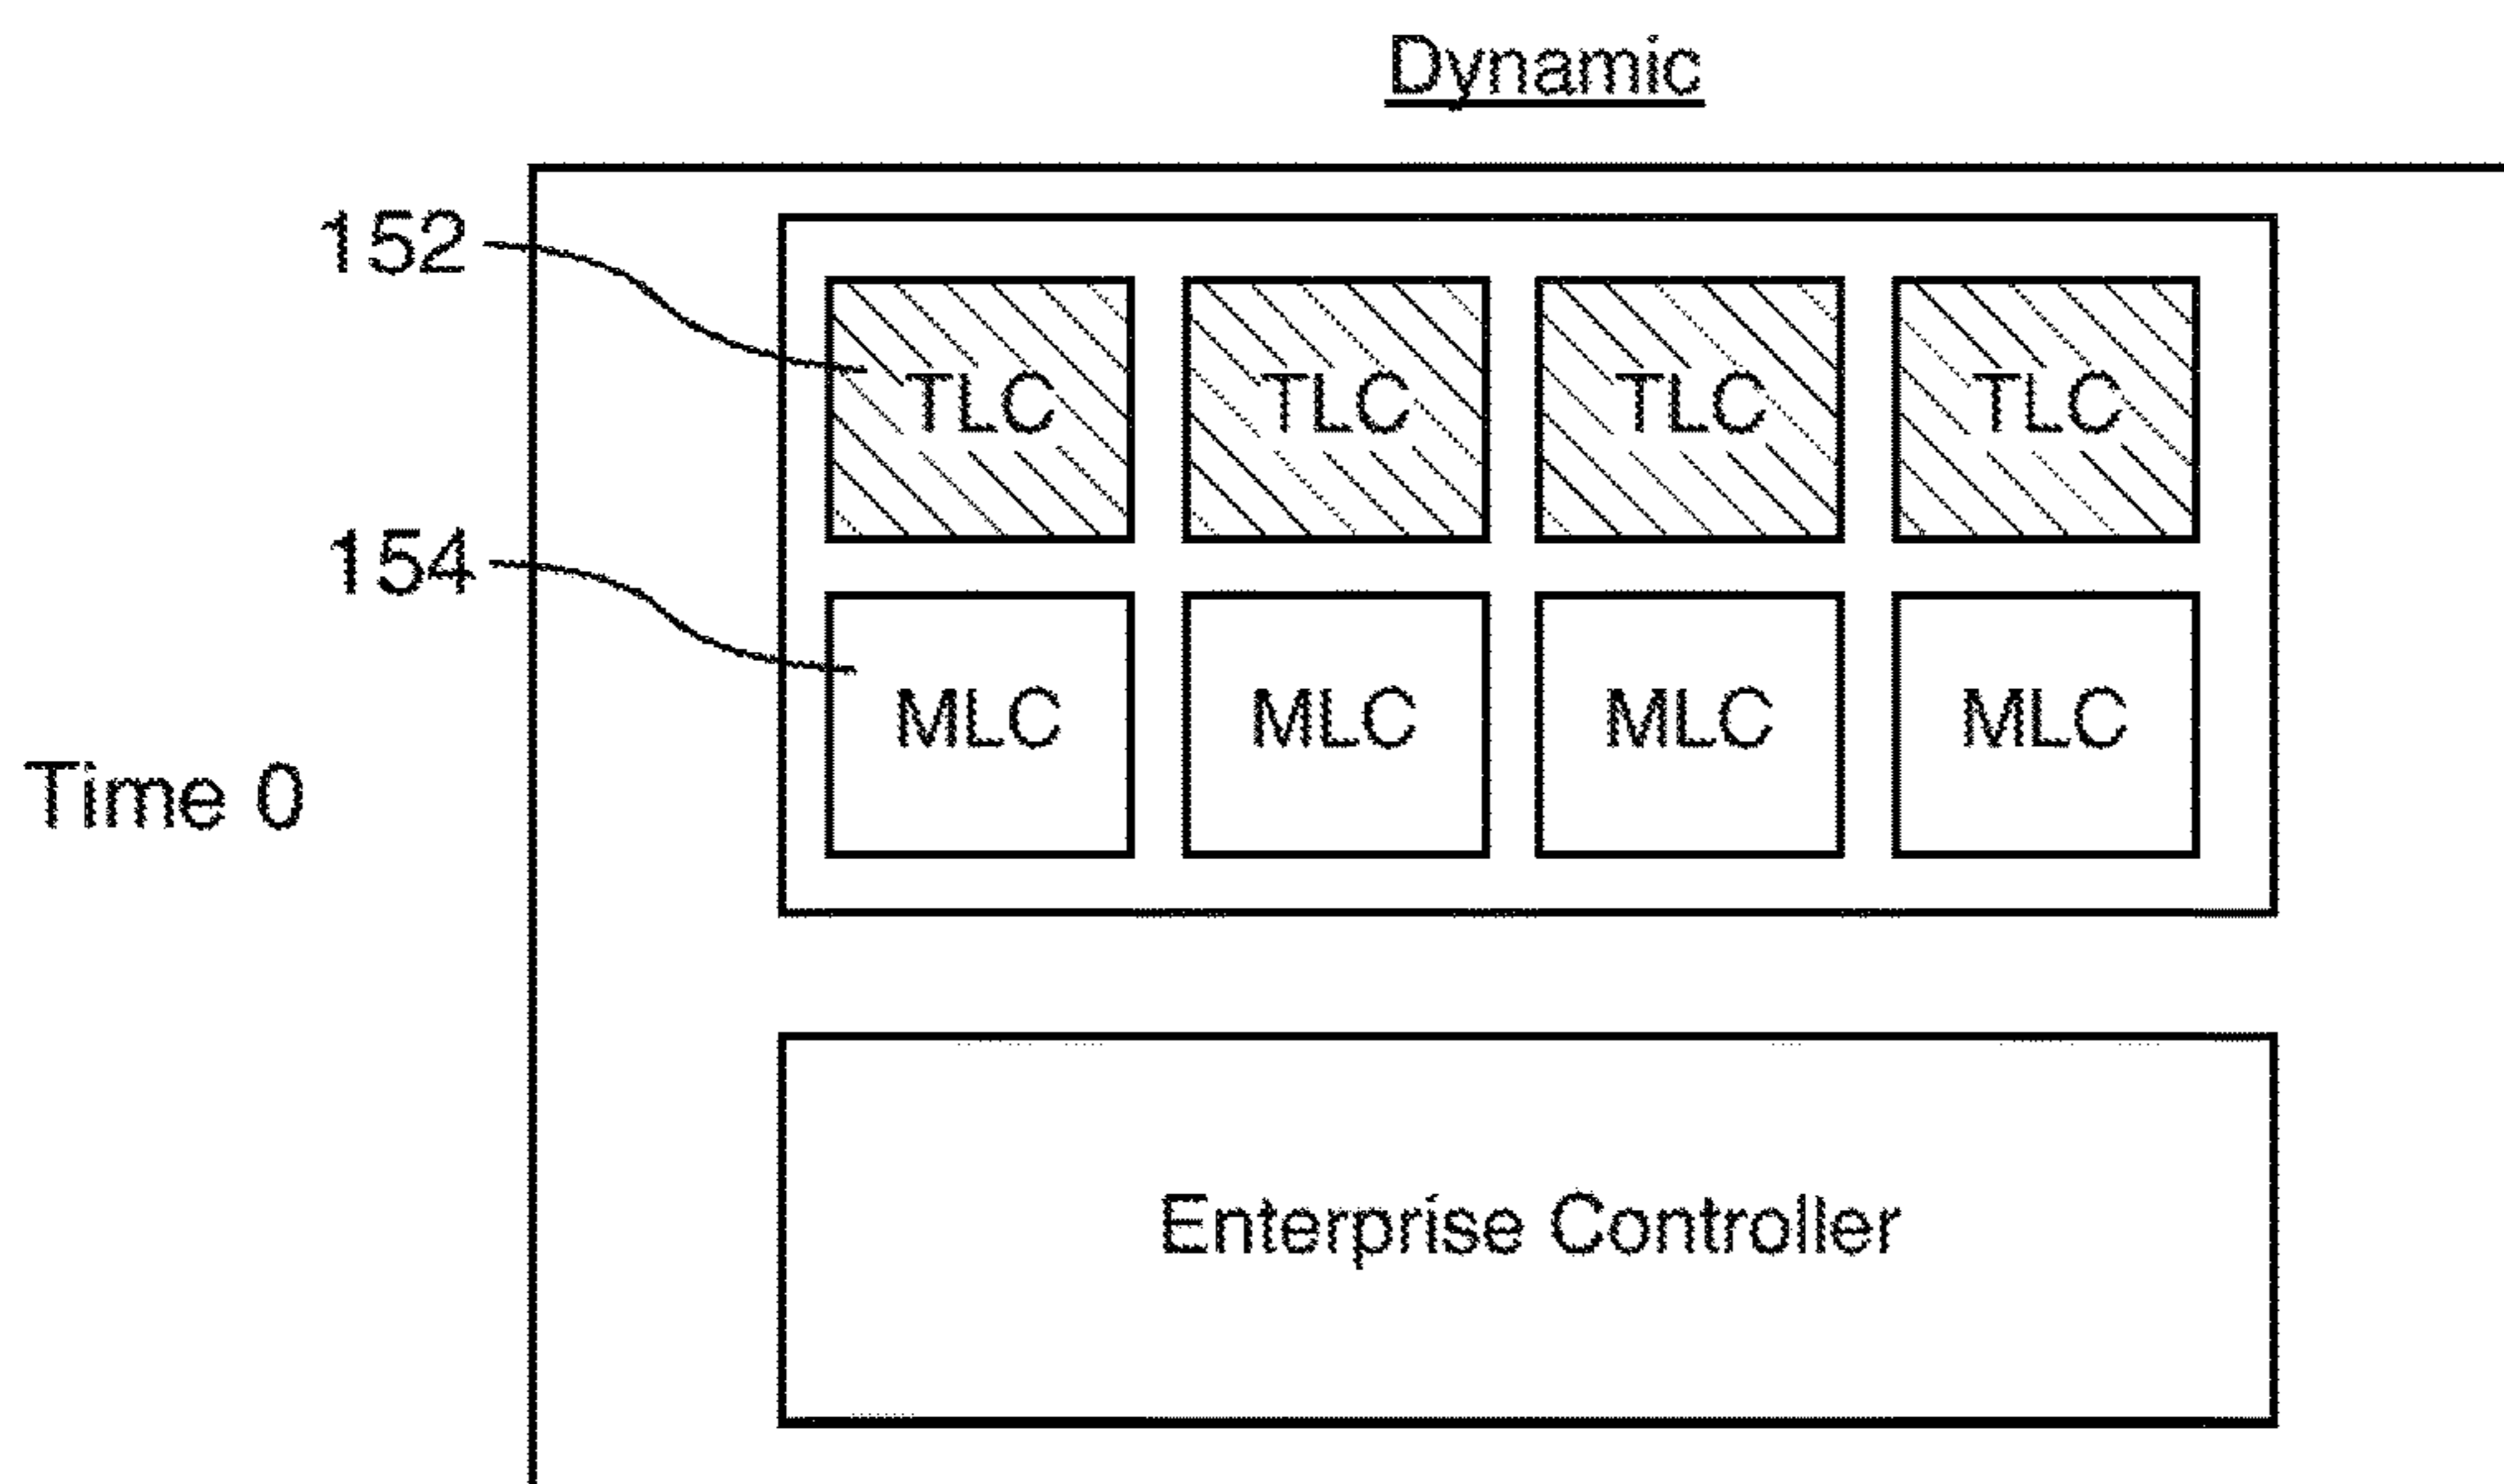 Dynamic
152
TLC TLC TLC TLC
154
MLC MLC MLC MLC
Time 0
Enterprise Controller